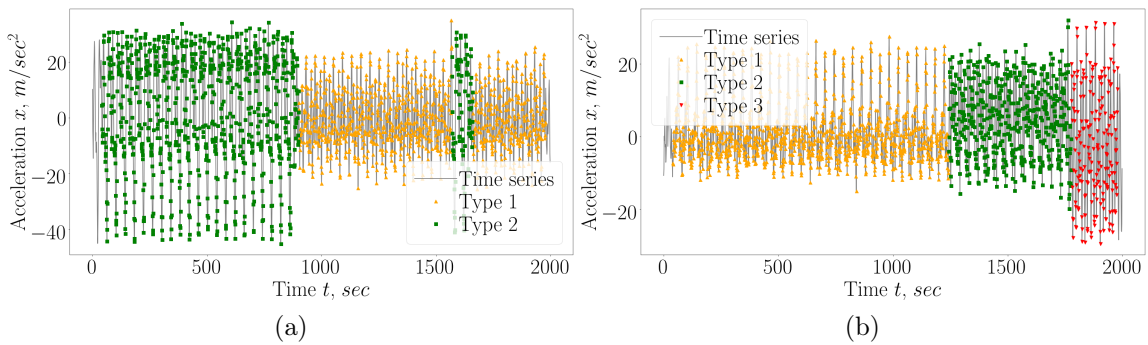 Acceleration x, m/sec²
20
0
−20
−40
0
500
1000
1500
2000
Time t, sec
Time series
Type 1
Type 2
(a)
Acceleration x, m/sec²
20
0
−20
0
500
1000
1500
2000
Time t, sec
Time series
Type 1
Type 2
Type 3
(b)